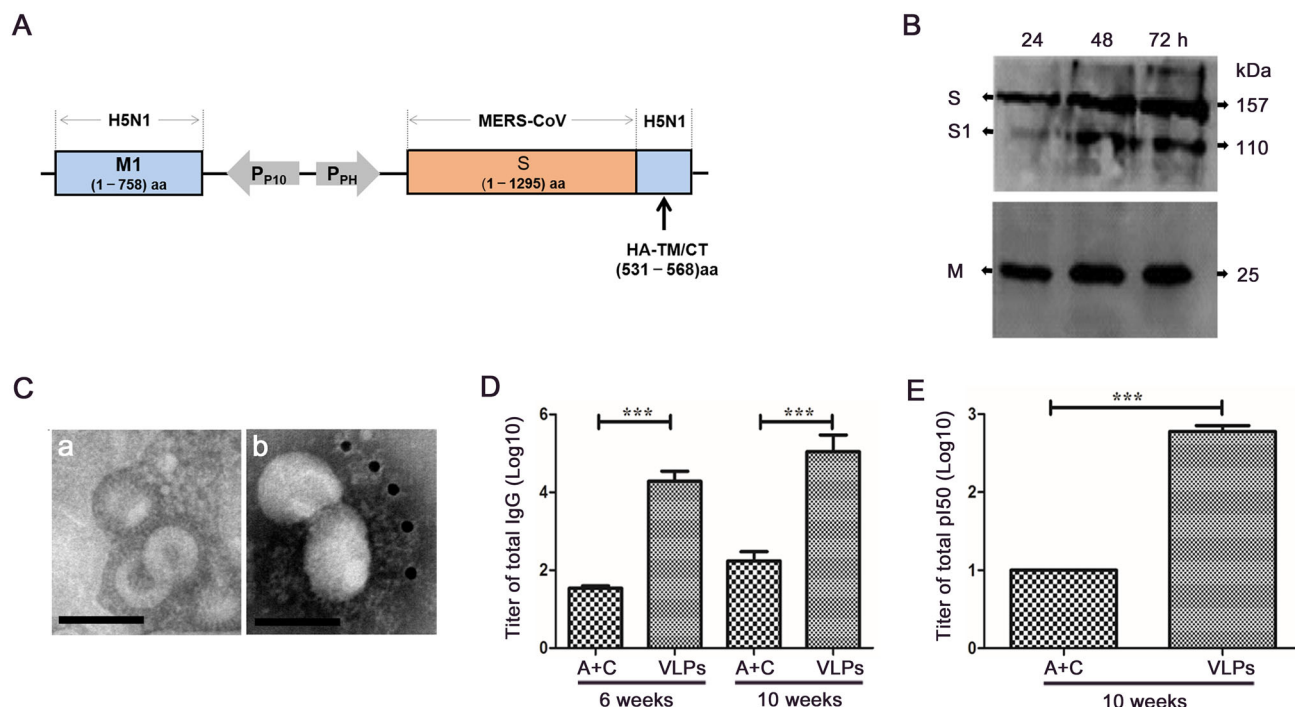 A
H5N1
MERS-CoV
H5N1
M1
(1 – 758) aa
PP10
PPH
S
(1 – 1295) aa
HA-TM/CT
(531 – 568)aa
B
24 48 72 h
kDa
S
157
S1
110
M
25
C
a
b
D
Titer of total IgG (Log10)
6
4
2
0
***
***
A+C VLPs A+C VLPs
6 weeks 10 weeks
E
Titer of total pI50 (Log10)
3
2
1
0
***
A+C VLPs
10 weeks